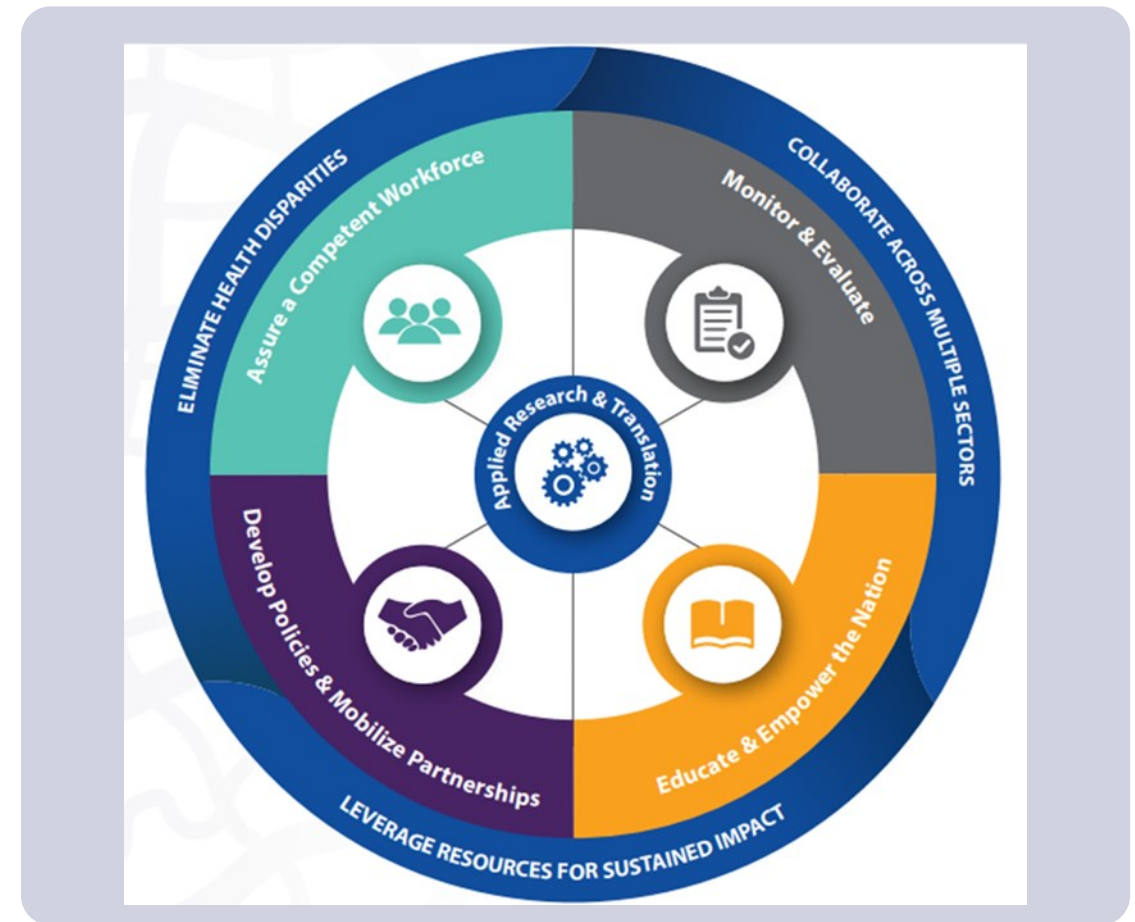 ELIMINATE HEALTH DISPARITIES
COLLABORATE ACROSS MULTIPLE SECTORS
Assure a Competent Workforce
Monitor & Evaluate
Applied Research & Translation
Develop Policies & Mobilize Partnerships
Educate & Empower the Nation
LEVERAGE RESOURCES FOR SUSTAINED IMPACT